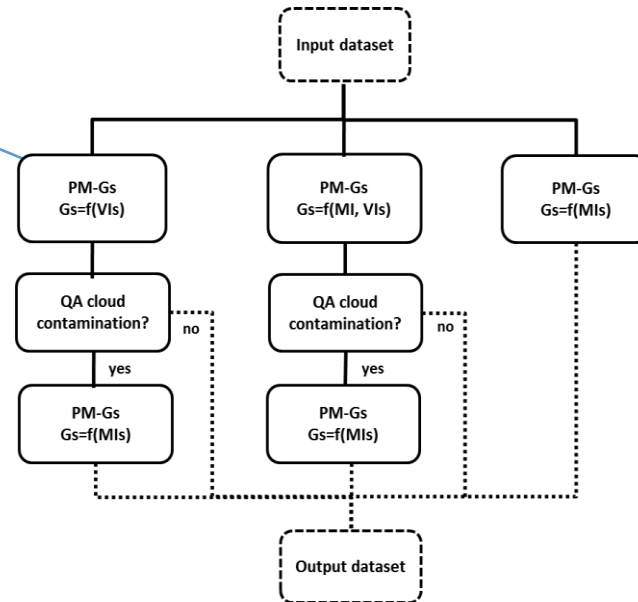 Input dataset
PM-Gs
Gs=f(VIs)
PM-Gs
Gs=f(MI, VIs)
PM-Gs
Gs=f(MIs)
QA cloud
contamination?
no
QA cloud
contamination?
no
yes
yes
PM-Gs
Gs=f(MIs)
PM-Gs
Gs=f(MIs)
Output dataset